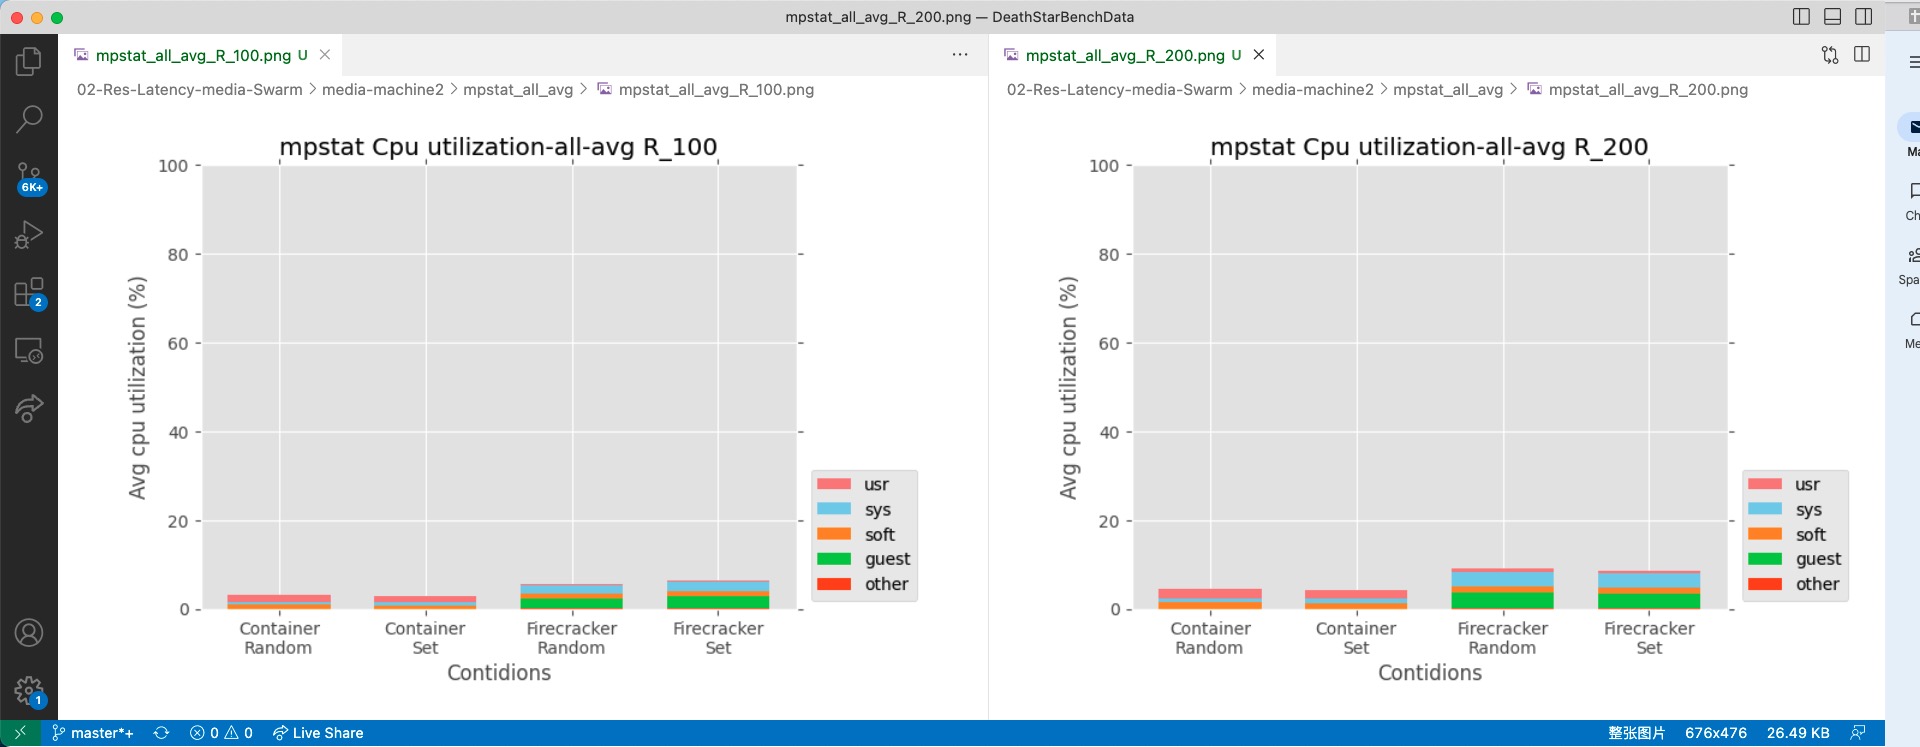 mpstat_all_avg_R_200.png — DeathStarBenchData
mpstat_all_avg_R_100.png U
02-Res-Latency-media-Swarm > media-machine2 > mpstat_all_avg > mpstat_all_avg_R_100.png
mpstat Cpu utilization-all-avg R_100
100
80
60
40
20
0
Avg cpu utilization (%)
Container Random
Container Set
Firecracker Random
Firecracker Set
Contidions
usr
sys
soft
guest
other
mpstat_all_avg_R_200.png U
02-Res-Latency-media-Swarm > media-machine2 > mpstat_all_avg > mpstat_all_avg_R_200.png
mpstat Cpu utilization-all-avg R_200
100
80
60
40
20
0
Avg cpu utilization (%)
Container Random
Container Set
Firecracker Random
Firecracker Set
Contidions
usr
sys
soft
guest
other
6K+
2
1
master*+
0
0
Live Share
整张图片
676x476
26.49 KB
Ma
Ch
Spa
Me